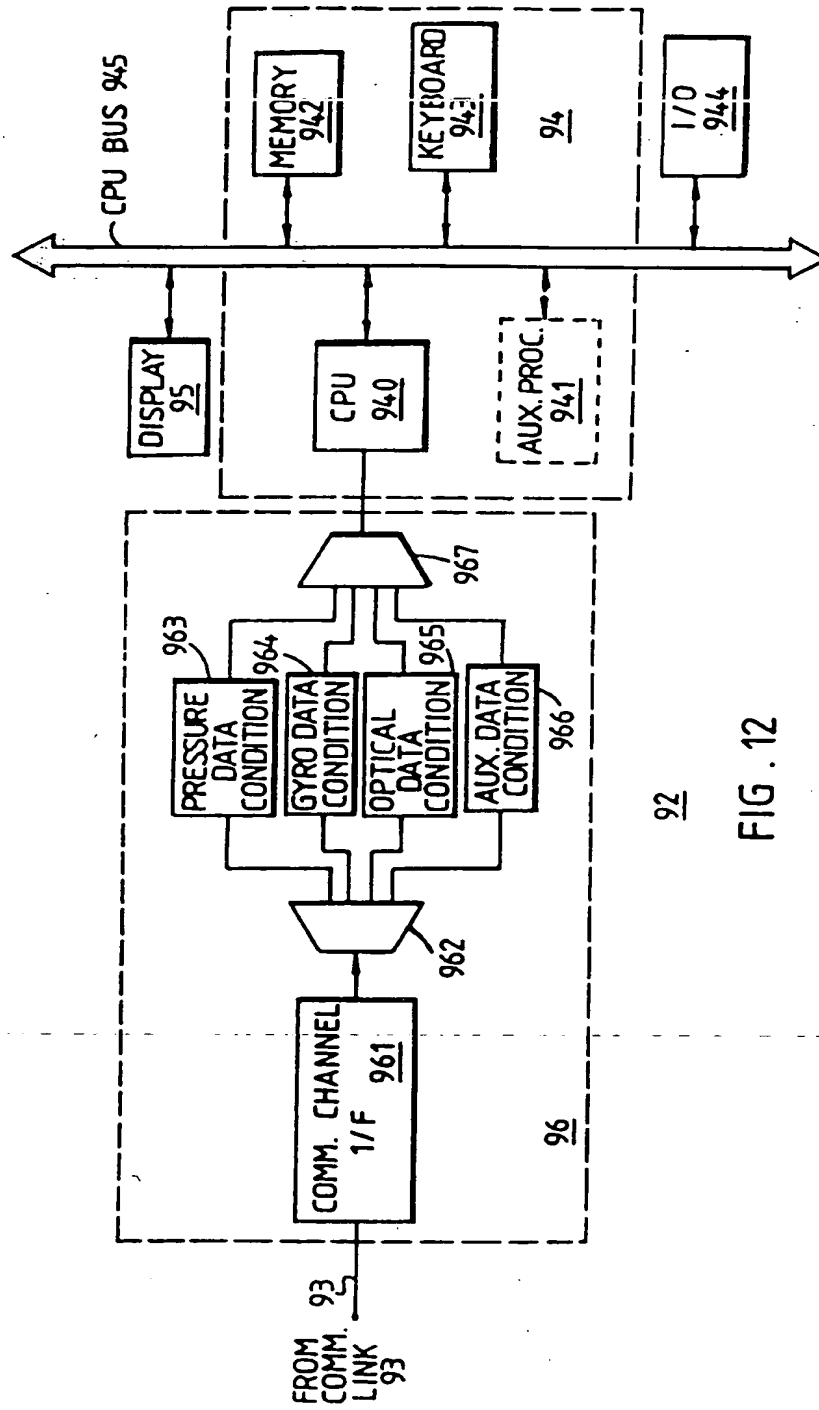 FROM
COMM.
LINK
93
93
COMM. CHANNEL
1/F
961
96
962
PRESSURE
DATA
CONDITION
963
GYRO DATA
CONDITION
964
OPTICAL
DATA
CONDITION
965
AUX. DATA
CONDITION
966
967
DISPLAY
95
CPU BUS 945
CPU
940
AUX. PROC.
941
MEMORY
942
KEYBOARD
943
94
I/O
944
92
FIG. 12